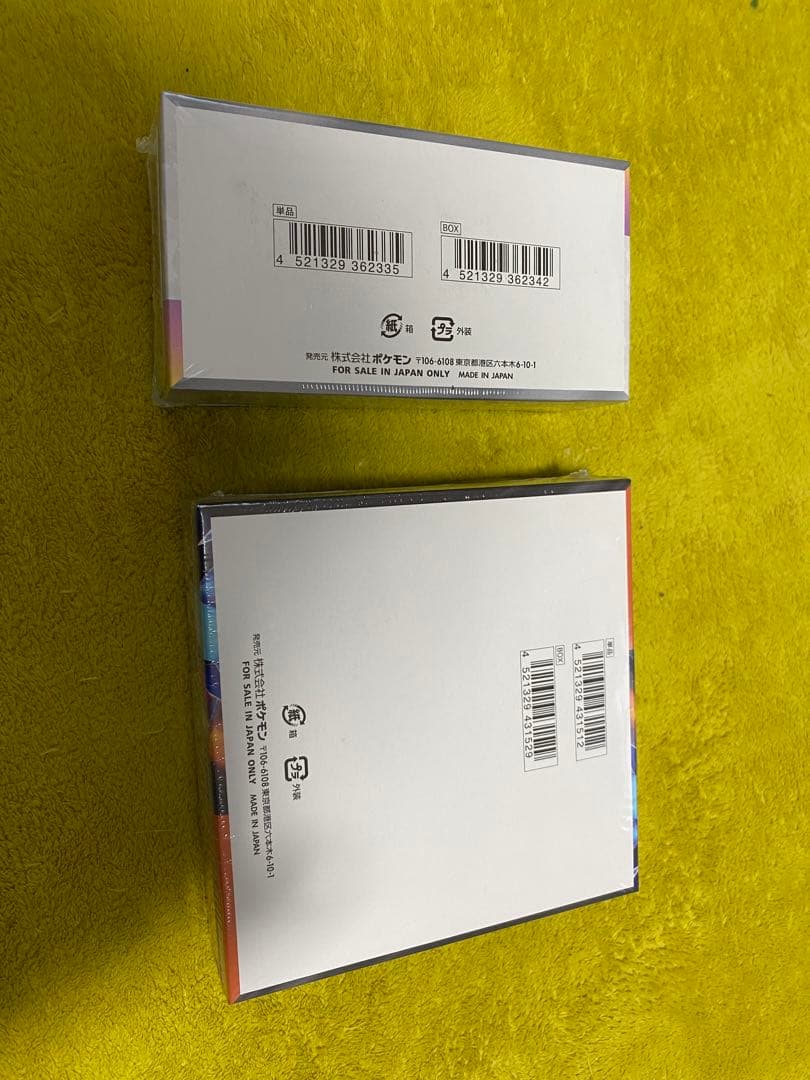 単品
4 521329 362335
BOX
4 521329 362342
紙 箱
プラ 外装
発売元 株式会社ポケモン 〒106-6108 東京都港区六本木6-10-1
FOR SALE IN JAPAN ONLY MADE IN JAPAN
単品
4 521329 431512
BOX
4 521329 431529
紙 箱
プラ 外装
発売元 株式会社ポケモン 〒106-6108 東京都港区六本木6-10-1
FOR SALE IN JAPAN ONLY MADE IN JAPAN